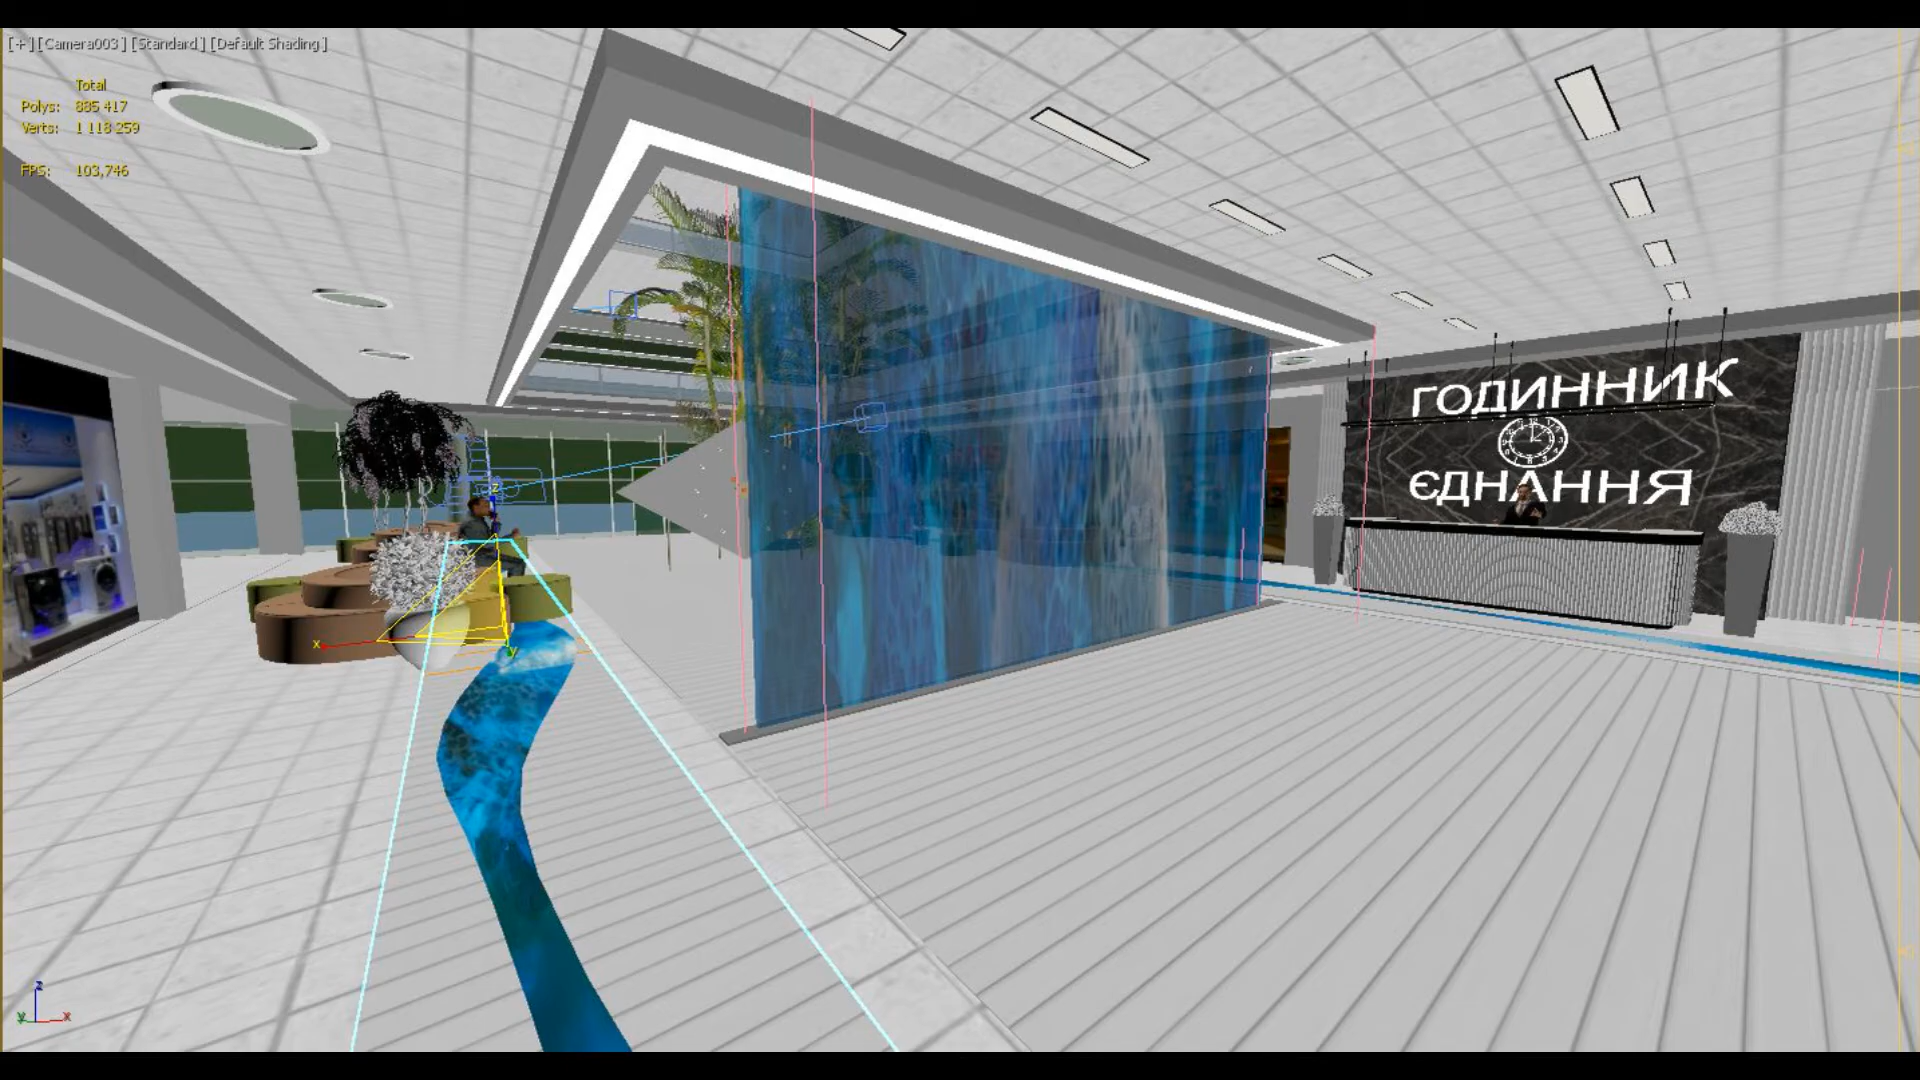 [+] [Camera003] [Standard] [Default Shading]
Total
Polys: 885 417
Verts: 1 118 259
FPS: 103,746
ГОДИННИК
ЄДНАННЯ
z
x
y
z
y
x